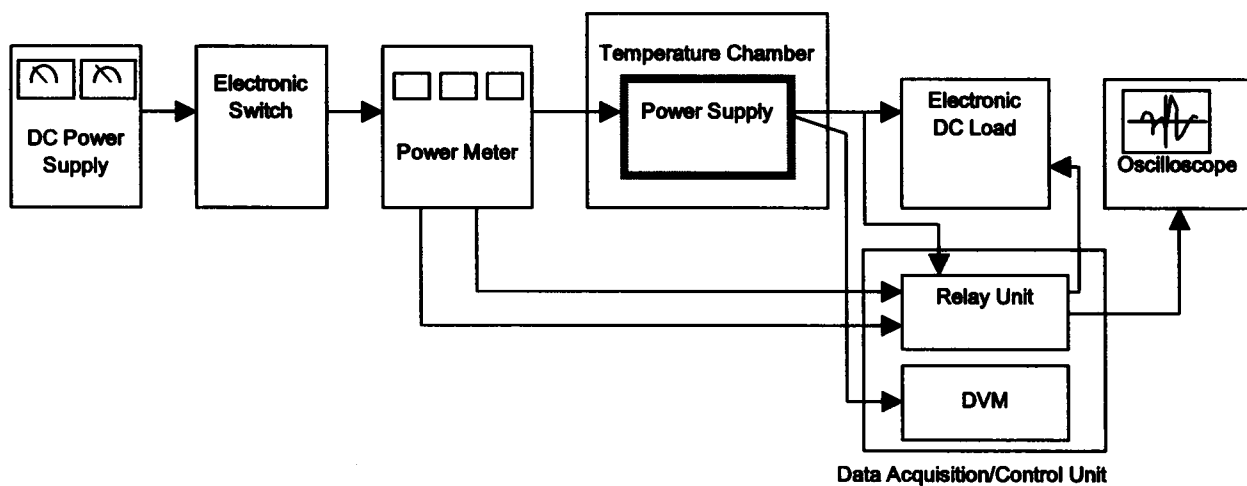 DC Power
Supply
Electronic
Switch
Power Meter
Temperature Chamber
Power Supply
Electronic
DC Load
Oscilloscope
Relay Unit
DVM
Data Acquisition/Control Unit